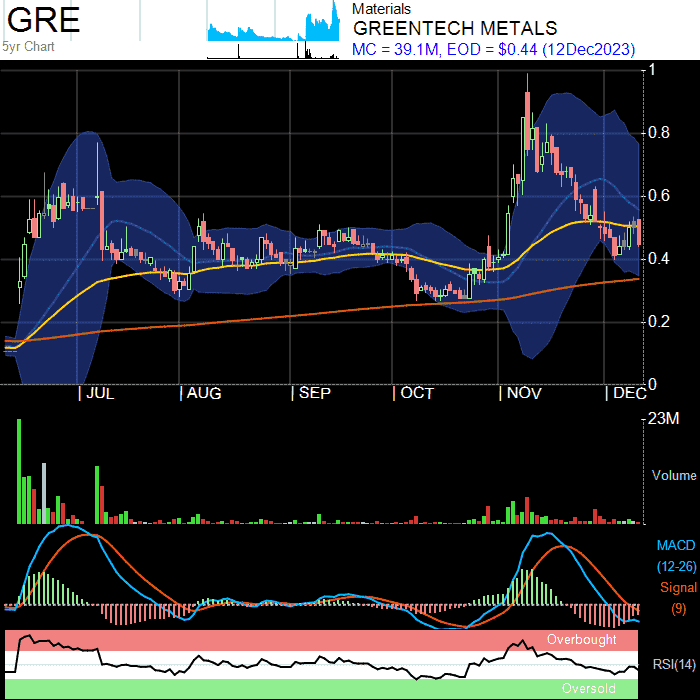 GRE
5yr Chart
Materials
GREENTECH METALS
MC = 39.1M, EOD = $0.44 (12Dec2023)
1
0.8
0.6
0.4
0.2
0
JUL AUG SEP OCT NOV DEC
23M
Volume
MACD
(12-26)
Signal
(9)
Overbought
RSI(14)
Oversold